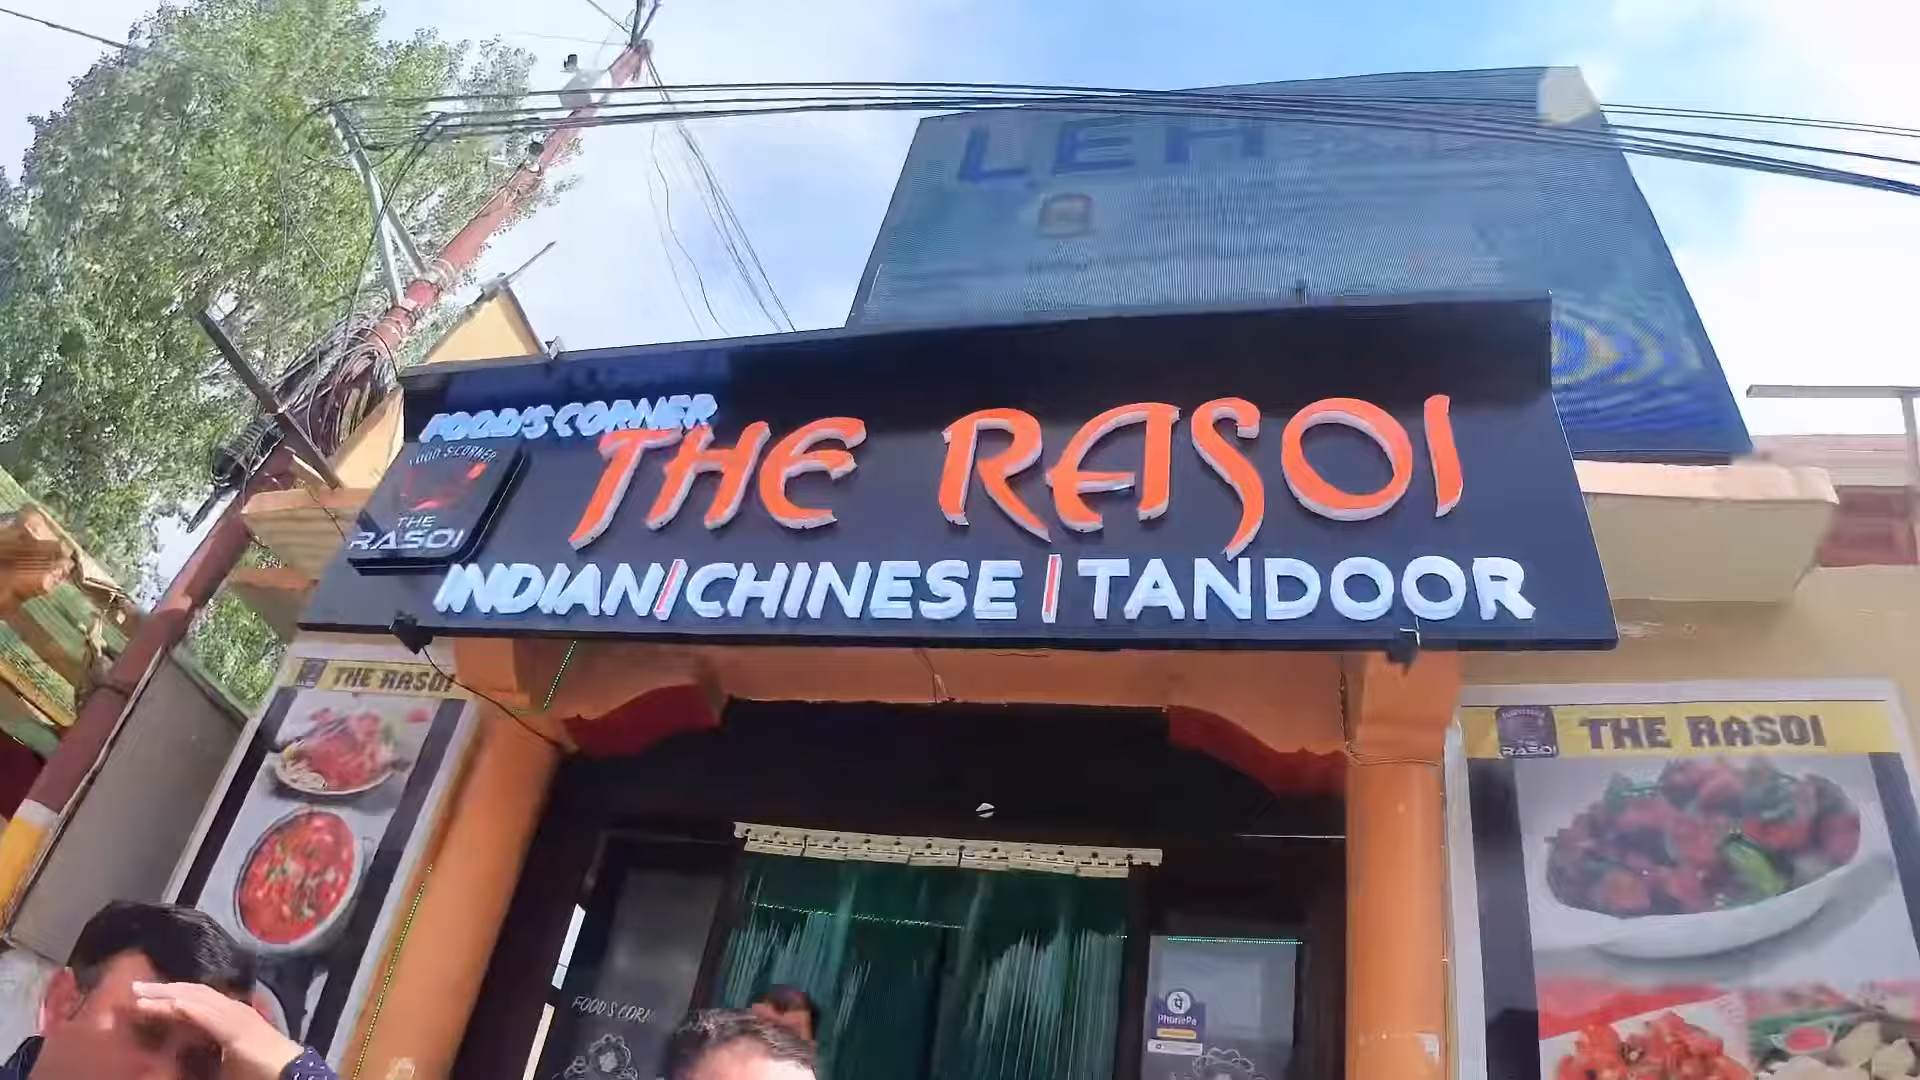 LEH
FOOD'S CORNER
THE RASOI
FOOD'S CORNER
THE
RASOI
INDIAN/CHINESE | TANDOOR
THE RASOI
THE RASOI
RASOI
FOOD'S CORN
पे
PhonePe